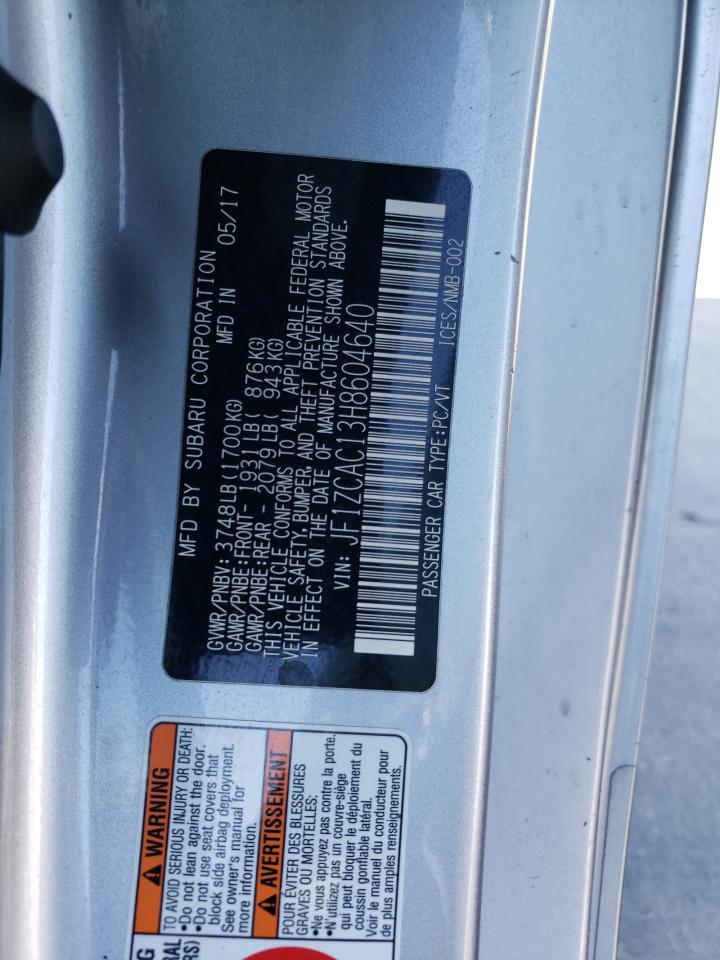 MFD BY SUBARU CORPORATION 05/17
MFD IN
GVWR/PNBV: 3748LB(1700KG)
GAWR/PNBE:FRONT- 1931LB( 876KG)
GAWR/PNBE:REAR - 2079LB( 943KG)
THIS VEHICLE CONFORMS TO ALL APPLICABLE FEDERAL MOTOR
VEHICLE SAFETY, BUMPER, AND THEFT PREVENTION STANDARDS
IN EFFECT ON THE DATE OF MANUFACTURE SHOWN ABOVE.
VIN: JF1ZCAC13H8604640
PASSENGER CAR TYPE:PC/VT ICES/NMB-002
WARNING
TO AVOID SERIOUS INJURY OR DEATH:
•Do not lean against the door.
•Do not use seat covers that
block side airbag deployment.
See owner's manual for
more information.
AVERTISSEMENT
POUR ÉVITER DES BLESSURES
GRAVES OU MORTELLES:
•Ne vous appuyez pas contre la porte.
•N'utilizez pas un couvre-siège
qui peut bloquer le déploiement du
coussin gonflable latéral.
Voir le manuel du conducteur pour
de plus amples renseignements.